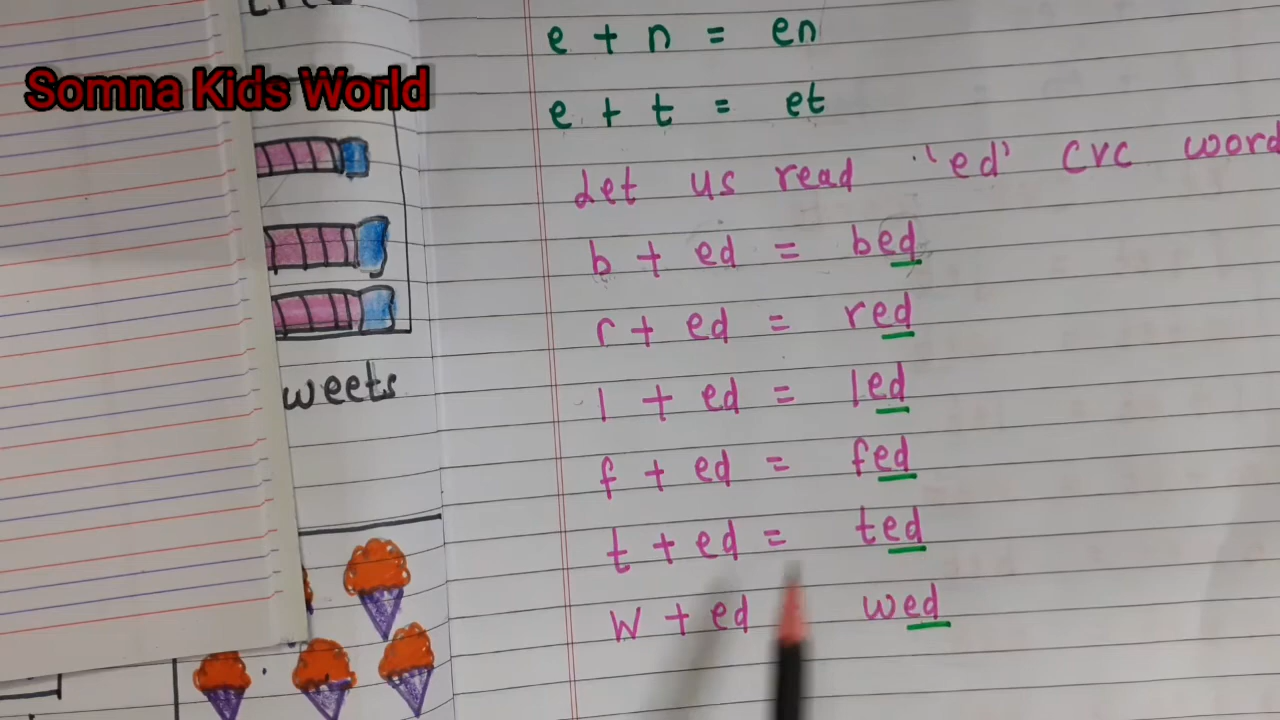 Somna Kids World
weets
e + n = en
e + t = et
Let us read 'ed' cvc word
b + ed = bed
r + ed = red
l + ed = led
f + ed = fed
t + ed = ted
w + ed wed